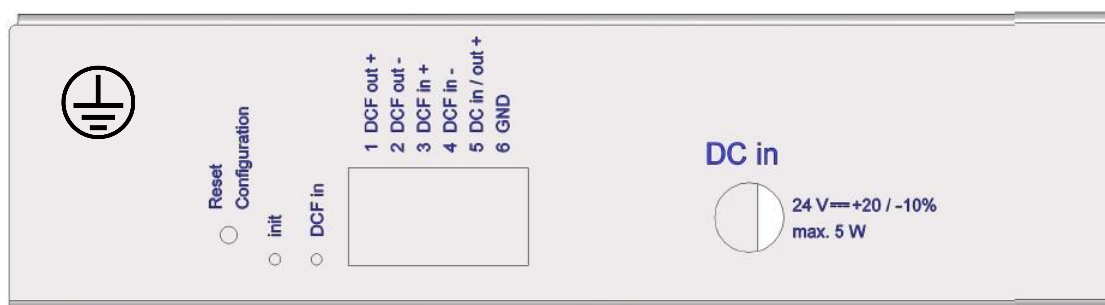 Reset
Configuration
init
DCF in
1 DCF out +
2 DCF out -
3 DCF in +
4 DCF in -
5 DC in / out +
6 GND
DC in
24 V⎓+20 / -10%
max. 5 W